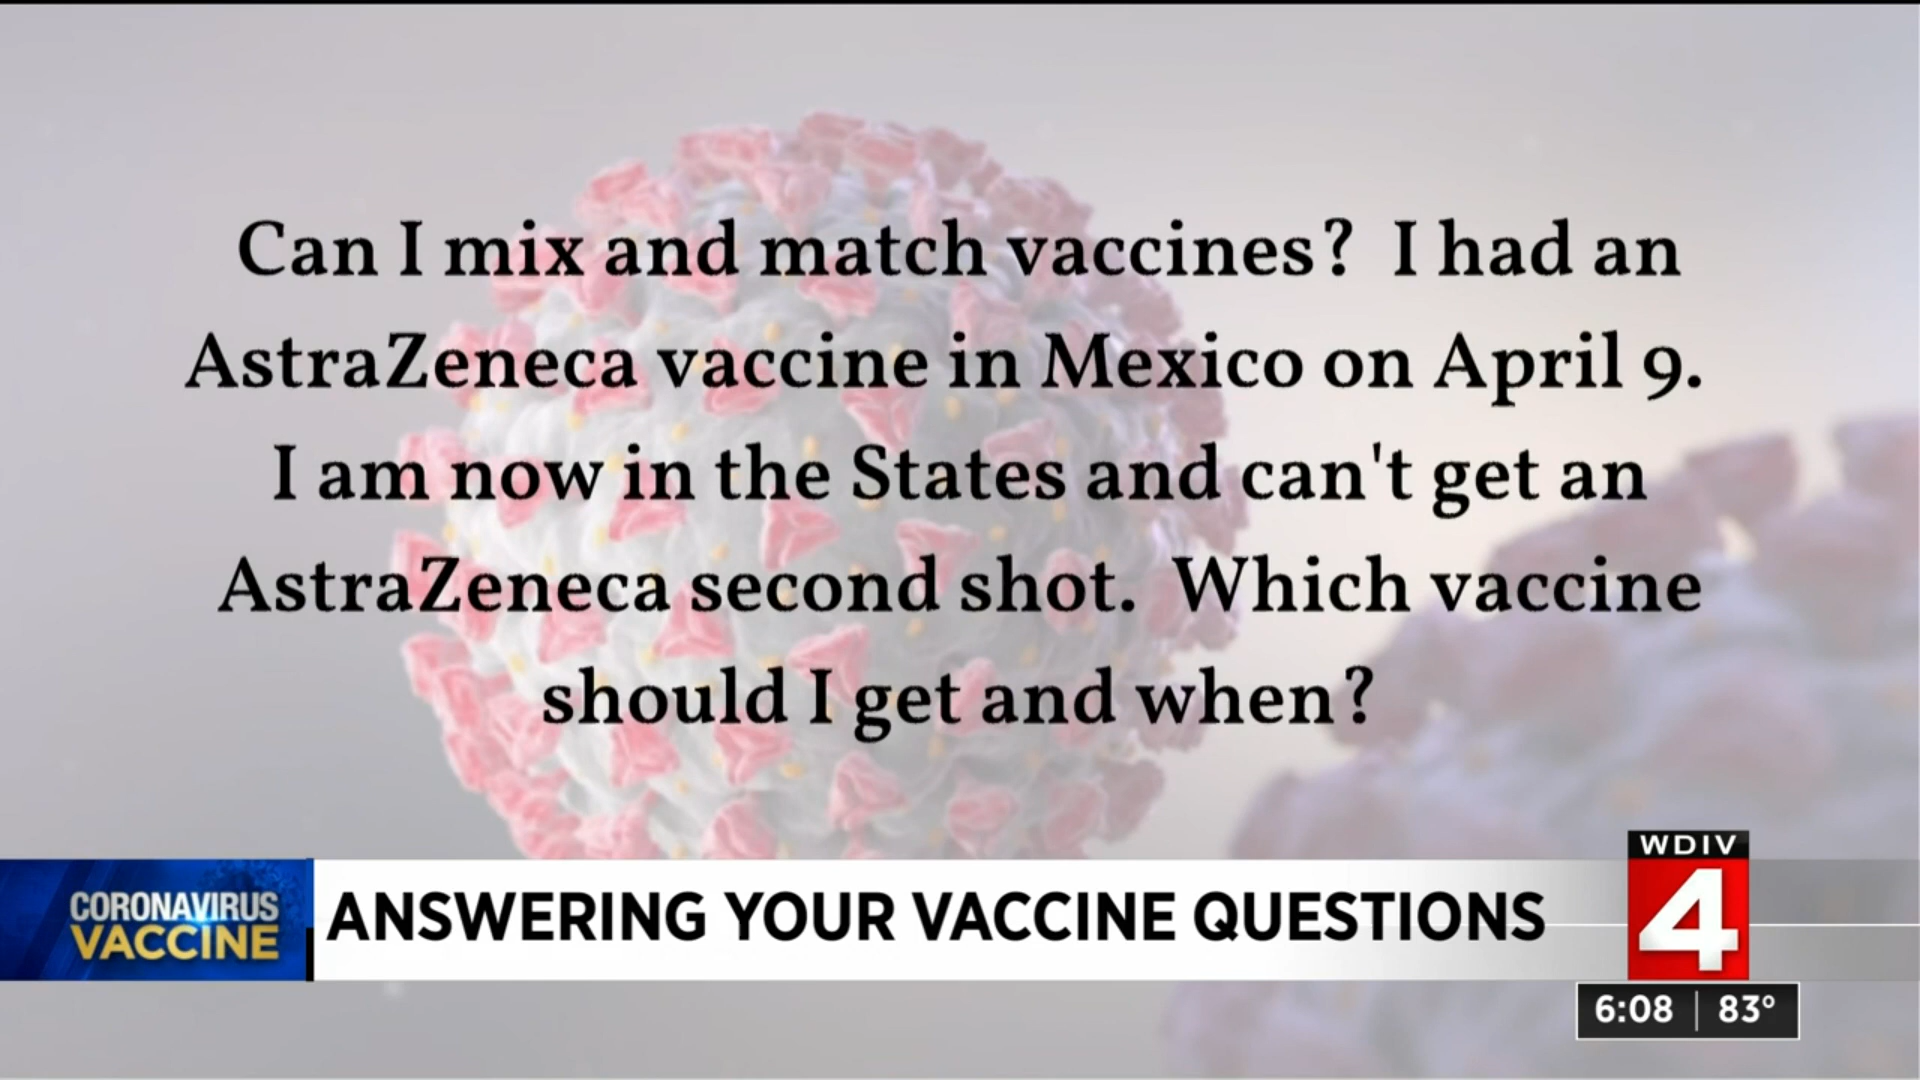 Can I mix and match vaccines? I had an
AstraZeneca vaccine in Mexico on April 9.
I am now in the States and can't get an
AstraZeneca second shot. Which vaccine
should I get and when?
WDIV
4
CORONAVIRUS
VACCINE
ANSWERING YOUR VACCINE QUESTIONS
6:08 | 83°